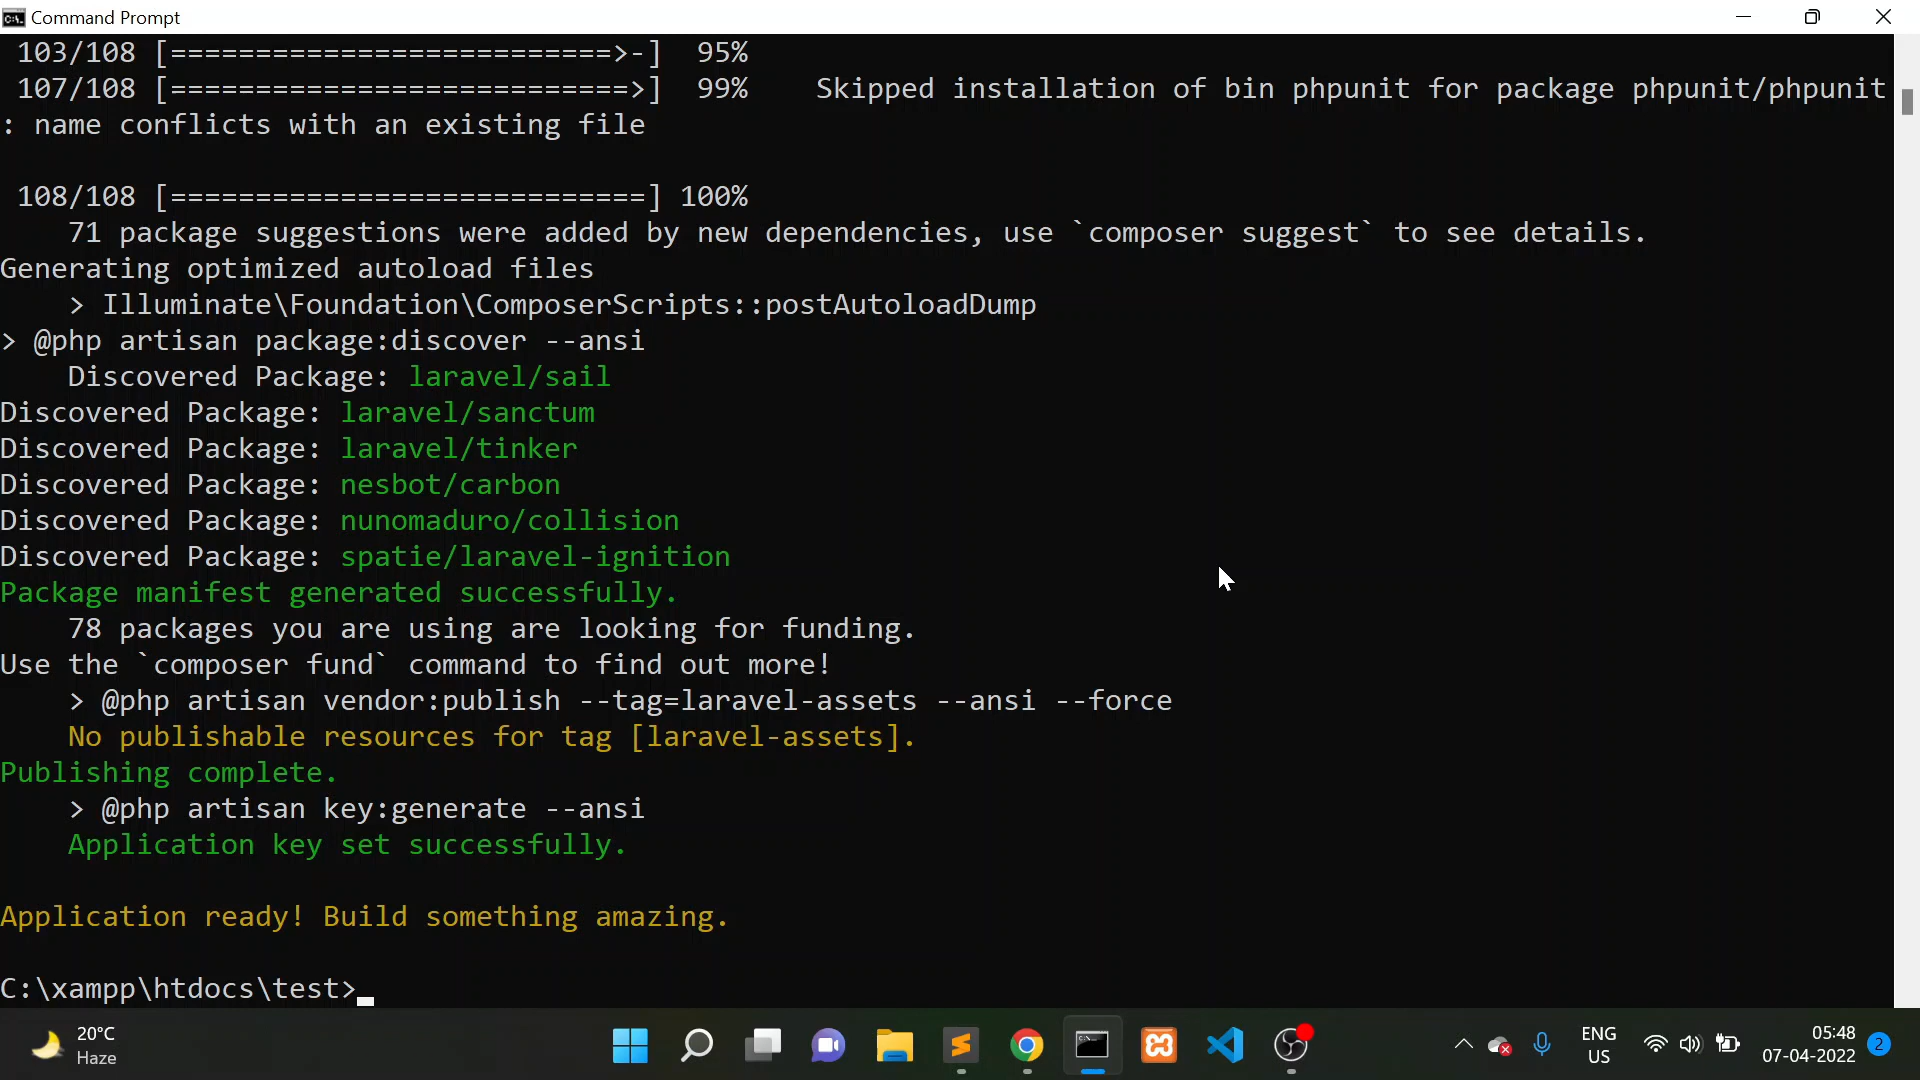 Command Prompt
103/108 [==========================>-]  95%
107/108 [===========================>]  99%    Skipped installation of bin phpunit for package phpunit/phpunit
: name conflicts with an existing file
108/108 [============================] 100%
71 package suggestions were added by new dependencies, use `composer suggest` to see details.
Generating optimized autoload files
> Illuminate\Foundation\ComposerScripts::postAutoloadDump
> @php artisan package:discover --ansi
Discovered Package: laravel/sail
Discovered Package: laravel/sanctum
Discovered Package: laravel/tinker
Discovered Package: nesbot/carbon
Discovered Package: nunomaduro/collision
Discovered Package: spatie/laravel-ignition
Package manifest generated successfully.
78 packages you are using are looking for funding.
Use the `composer fund` command to find out more!
> @php artisan vendor:publish --tag=laravel-assets --ansi --force
No publishable resources for tag [laravel-assets].
Publishing complete.
> @php artisan key:generate --ansi
Application key set successfully.
Application ready! Build something amazing.
C:\xampp\htdocs\test>
20°C
Haze
ENG
US
05:48
07-04-2022
2